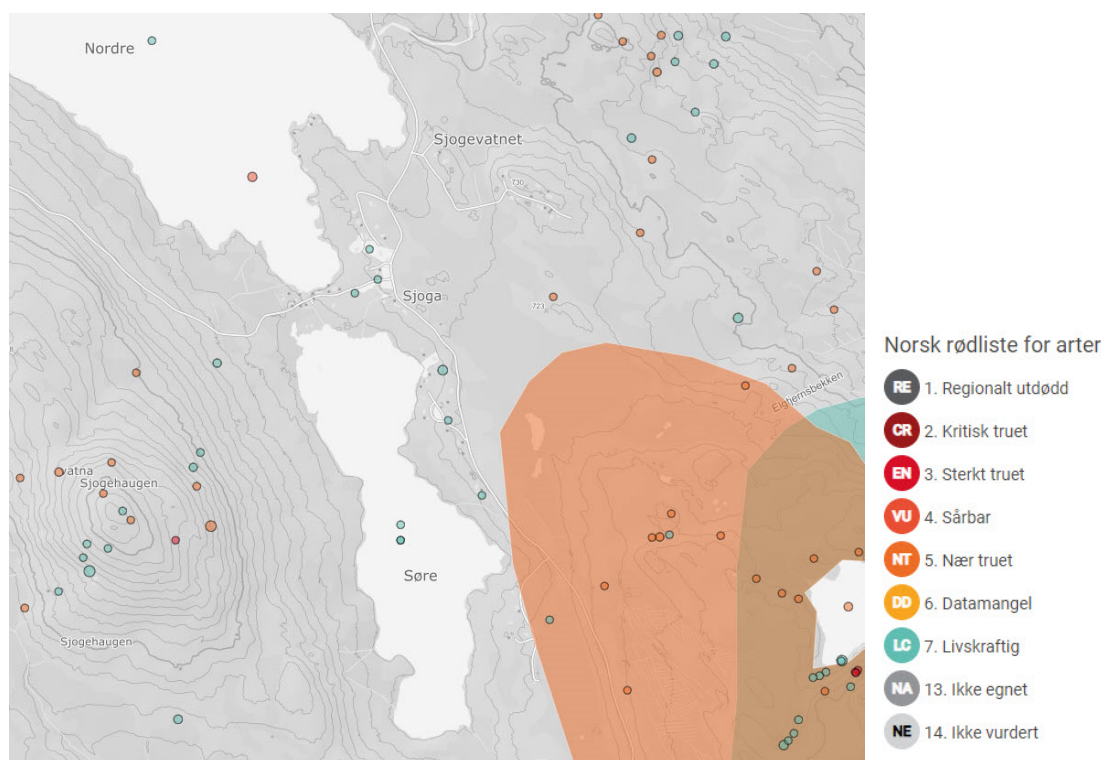 Nordre
Sjogevatnet
730
Sjoga
723
Elgtjernsbekken
Sjogehaugen
Søre
Sjogehaugen
Norsk rødliste for arter
RE 1. Regionalt utdødd
CR 2. Kritisk truet
EN 3. Sterkt truet
VU 4. Sårbar
NT 5. Nær truet
DD 6. Datamangel
LC 7. Livskraftig
NA 13. Ikke egnet
NE 14. Ikke vurdert